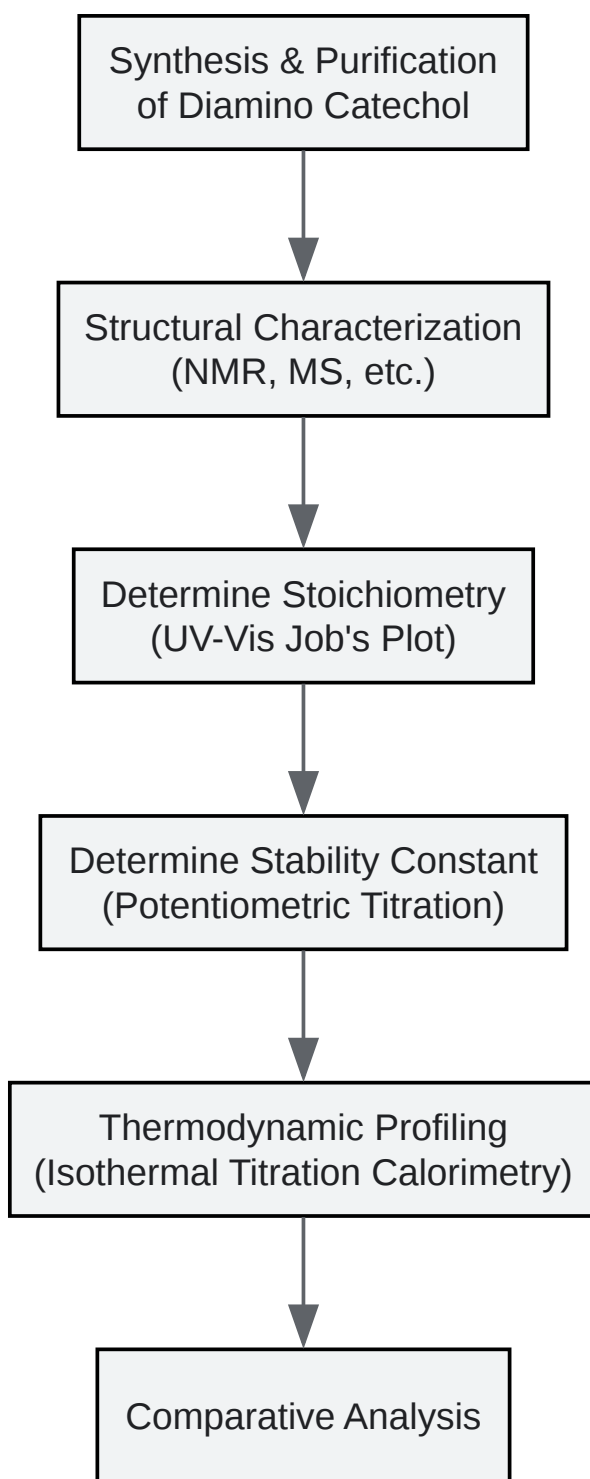 Synthesis & Purification
of Diamino Catechol
Structural Characterization
(NMR, MS, etc.)
Determine Stoichiometry
(UV-Vis Job's Plot)
Determine Stability Constant
(Potentiometric Titration)
Thermodynamic Profiling
(Isothermal Titration Calorimetry)
Comparative Analysis